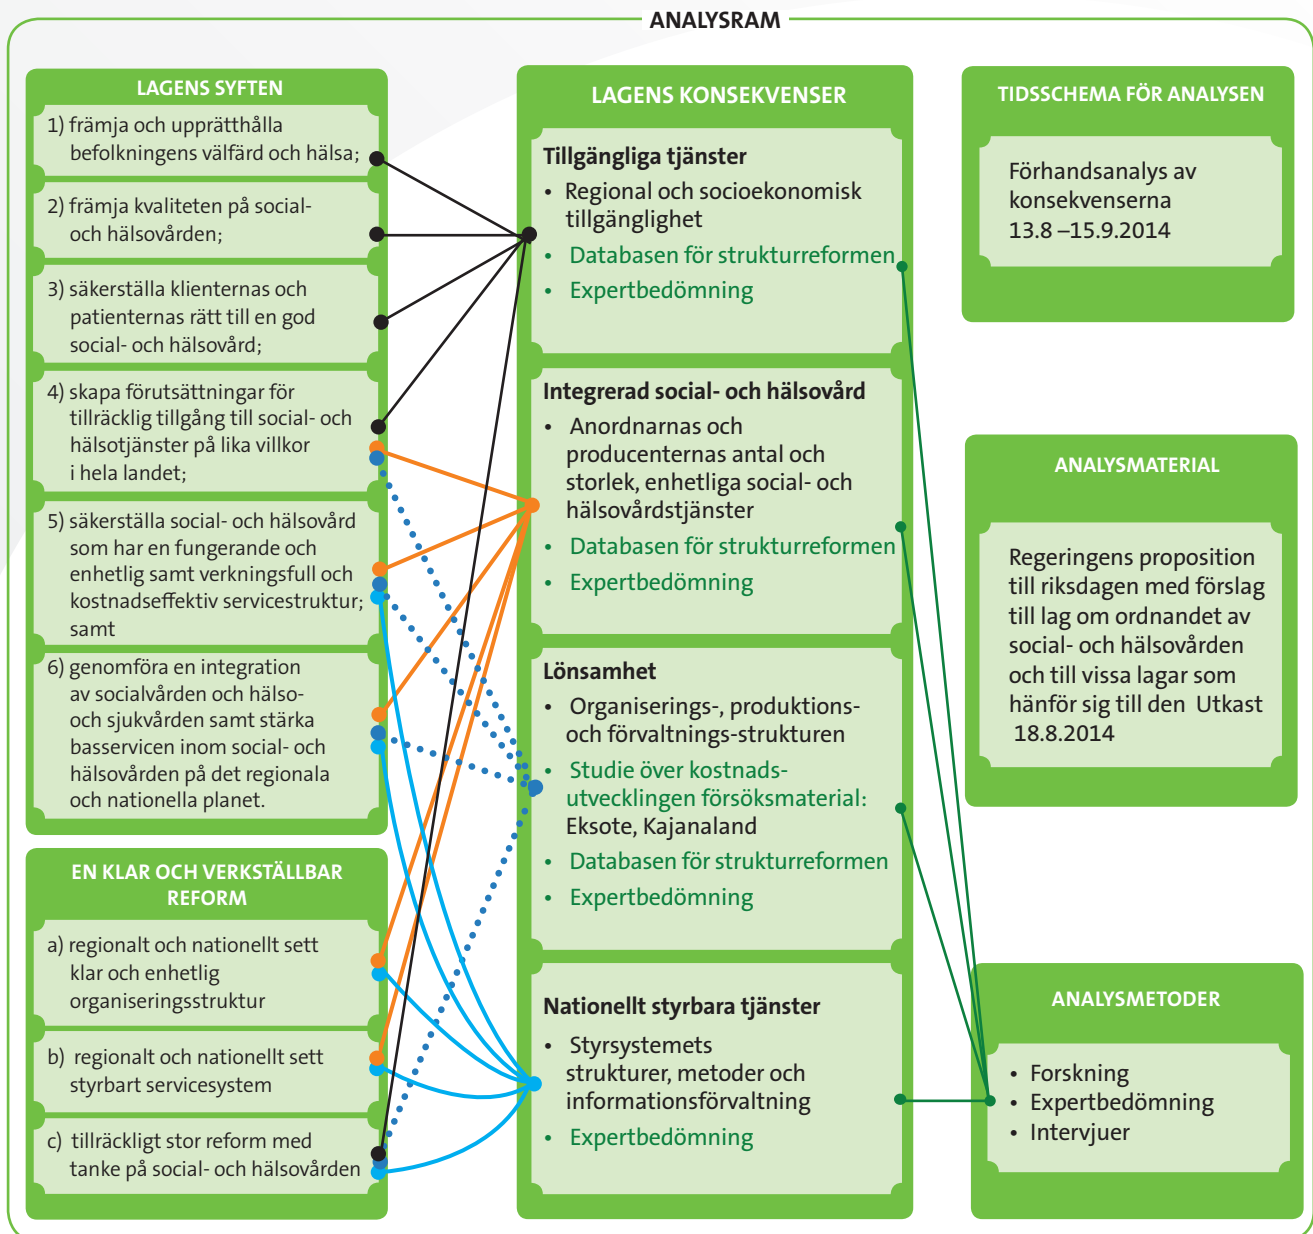 ANALYSRAM
LAGENS SYFTEN
1) främja och upprätthålla
befolkningens välfärd och hälsa;
2) främja kvaliteten på social-
och hälsovården;
3) säkerställa klienternas och
patienternas rätt till en god
social- och hälsovård;
4) skapa förutsättningar för
tillräcklig tillgång till social- och
hälsotjänster på lika villkor
i hela landet;
5) säkerställa social- och hälsovård
som har en fungerande och
enhetlig samt verkningsfull och
kostnadseffektiv servicestruktur;
samt
6) genomföra en integration
av socialvården och hälso-
och sjukvården samt stärka
basservicen inom social- och
hälsovården på det regionala
och nationella planet.
EN KLAR OCH VERKSTÄLLBAR
REFORM
a) regionalt och nationellt sett
klar och enhetlig
organiseringsstruktur
b) regionalt och nationellt sett
styrbart servicesystem
c) tillräckligt stor reform med
tanke på social- och hälsovården
LAGENS KONSEKVENSER
Tillgängliga tjänster
• Regional och socioekonomisk
tillgänglighet
• Databasen för strukturreformen
• Expertbedömning
Integrerad social- och hälsovård
• Anordnarnas och
producenternas antal och
storlek, enhetliga social- och
hälsovårdstjänster
• Databasen för strukturreformen
• Expertbedömning
Lönsamhet
• Organiserings-, produktions-
och förvaltnings-strukturen
• Studie över kostnads-
utvecklingen försöksmaterial:
Eksote, Kajanaland
• Databasen för strukturreformen
• Expertbedömning
Nationellt styrbara tjänster
• Styrsystemets
strukturer, metoder och
informationsförvaltning
• Expertbedömning
TIDSSCHEMA FÖR ANALYSEN
Förhandsanalys av
konsekvenserna
13.8 –15.9.2014
ANALYSMATERIAL
Regeringens proposition
till riksdagen med förslag
till lag om ordnandet av
social- och hälsovården
och till vissa lagar som
hänför sig till den Utkast
18.8.2014
ANALYSMETODER
• Forskning
• Expertbedömning
• Intervjuer